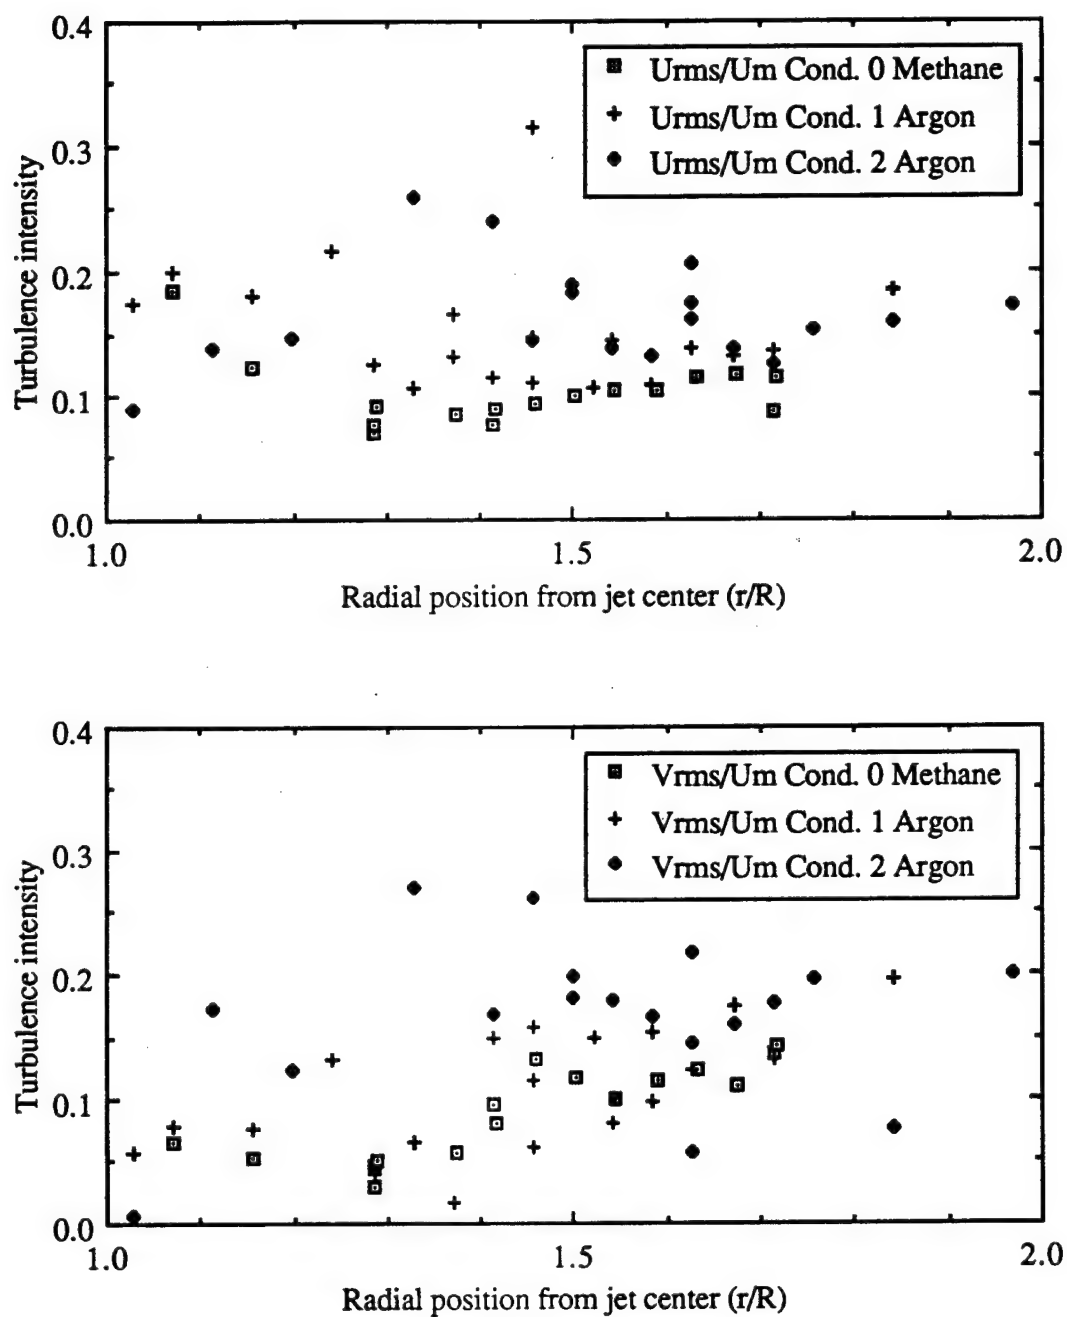 0.4
0.3
0.2
0.1
0.0
Turbulence intensity
Urms/Um Cond. 0 Methane
Urms/Um Cond. 1 Argon
Urms/Um Cond. 2 Argon
1.0
1.5
2.0
Radial position from jet center (r/R)
0.4
0.3
0.2
0.1
0.0
Turbulence intensity
Vrms/Um Cond. 0 Methane
Vrms/Um Cond. 1 Argon
Vrms/Um Cond. 2 Argon
1.0
1.5
2.0
Radial position from jet center (r/R)